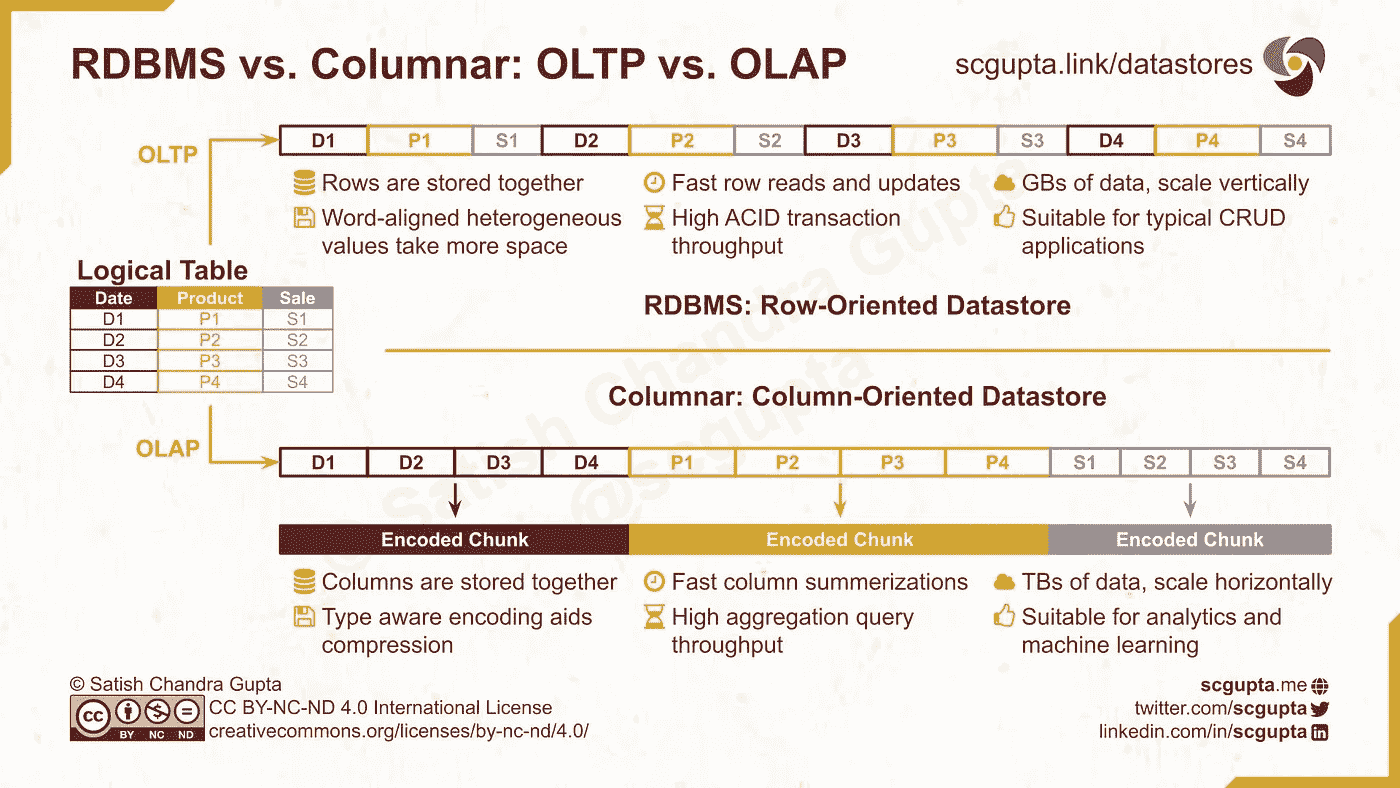 RDBMS vs. Columnar: OLTP vs. OLAP
scgupta.link/datastores
OLTP
D1 P1 S1 D2 P2 S2 D3 P3 S3 D4 P4 S4
Rows are stored together
Word-aligned heterogeneous
values take more space
Fast row reads and updates
High ACID transaction
throughput
GBs of data, scale vertically
Suitable for typical CRUD
applications
Logical Table
Date Product Sale
D1 P1 S1
D2 P2 S2
D3 P3 S3
D4 P4 S4
RDBMS: Row-Oriented Datastore
Columnar: Column-Oriented Datastore
OLAP
D1 D2 D3 D4 P1 P2 P3 P4 S1 S2 S3 S4
Encoded Chunk Encoded Chunk Encoded Chunk
Columns are stored together
Type aware encoding aids
compression
Fast column summerizations
High aggregation query
throughput
TBs of data, scale horizontally
Suitable for analytics and
machine learning
© Satish Chandra Gupta
cc BY NC ND
CC BY-NC-ND 4.0 International License
creativecommons.org/licenses/by-nc-nd/4.0/
scgupta.me
twitter.com/scgupta
linkedin.com/in/scgupta
© Satish Chandra Gupta
@scgupta